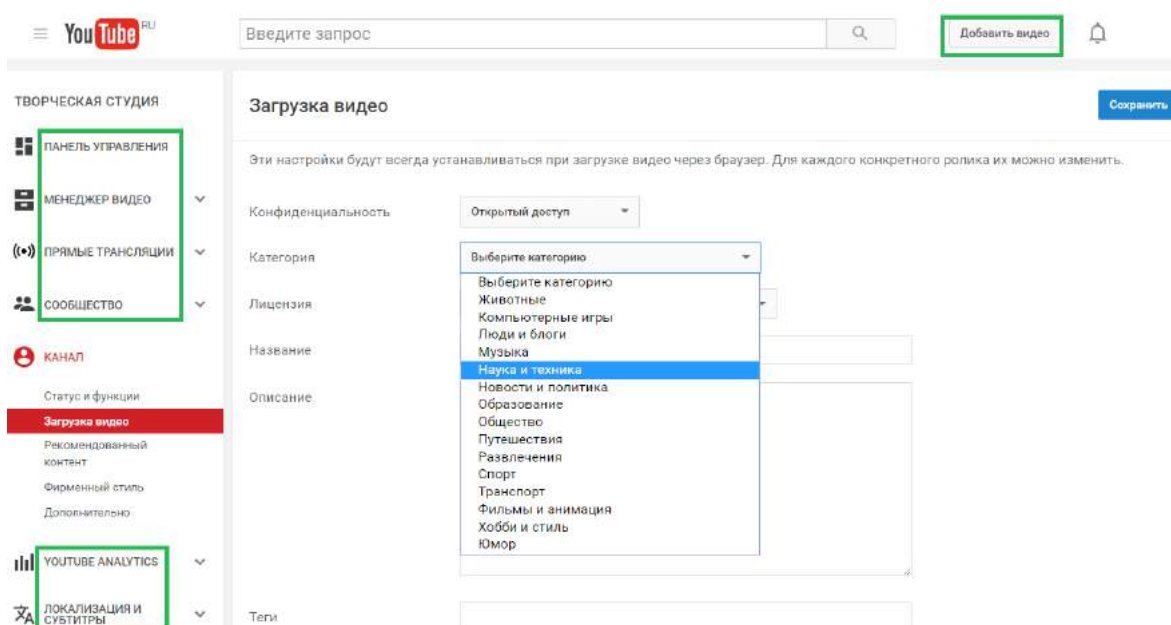 YouTube RU
Введите запрос
Добавить видео
ТВОРЧЕСКАЯ СТУДИЯ
ПАНЕЛЬ УПРАВЛЕНИЯ
МЕНЕДЖЕР ВИДЕО
ПРЯМЫЕ ТРАНСЛЯЦИИ
СООБЩЕСТВО
КАНАЛ
Статус и функции
Загрузка видео
Рекомендованный
контент
Фирменный стиль
Дополнительно
YOUTUBE ANALYTICS
ЛОКАЛИЗАЦИЯ И
СУБТИТРЫ
Загрузка видео
Сохранить
Эти настройки будут всегда устанавливаться при загрузке видео через браузер. Для каждого конкретного ролика их можно изменить.
Конфиденциальность
Открытый доступ
Категория
Выберите категорию
Выберите категорию
Животные
Компьютерные игры
Люди и блоги
Музыка
Наука и техника
Новости и политика
Образование
Общество
Путешествия
Развлечения
Спорт
Транспорт
Фильмы и анимация
Хобби и стиль
Юмор
Лицензия
Название
Описание
Теги